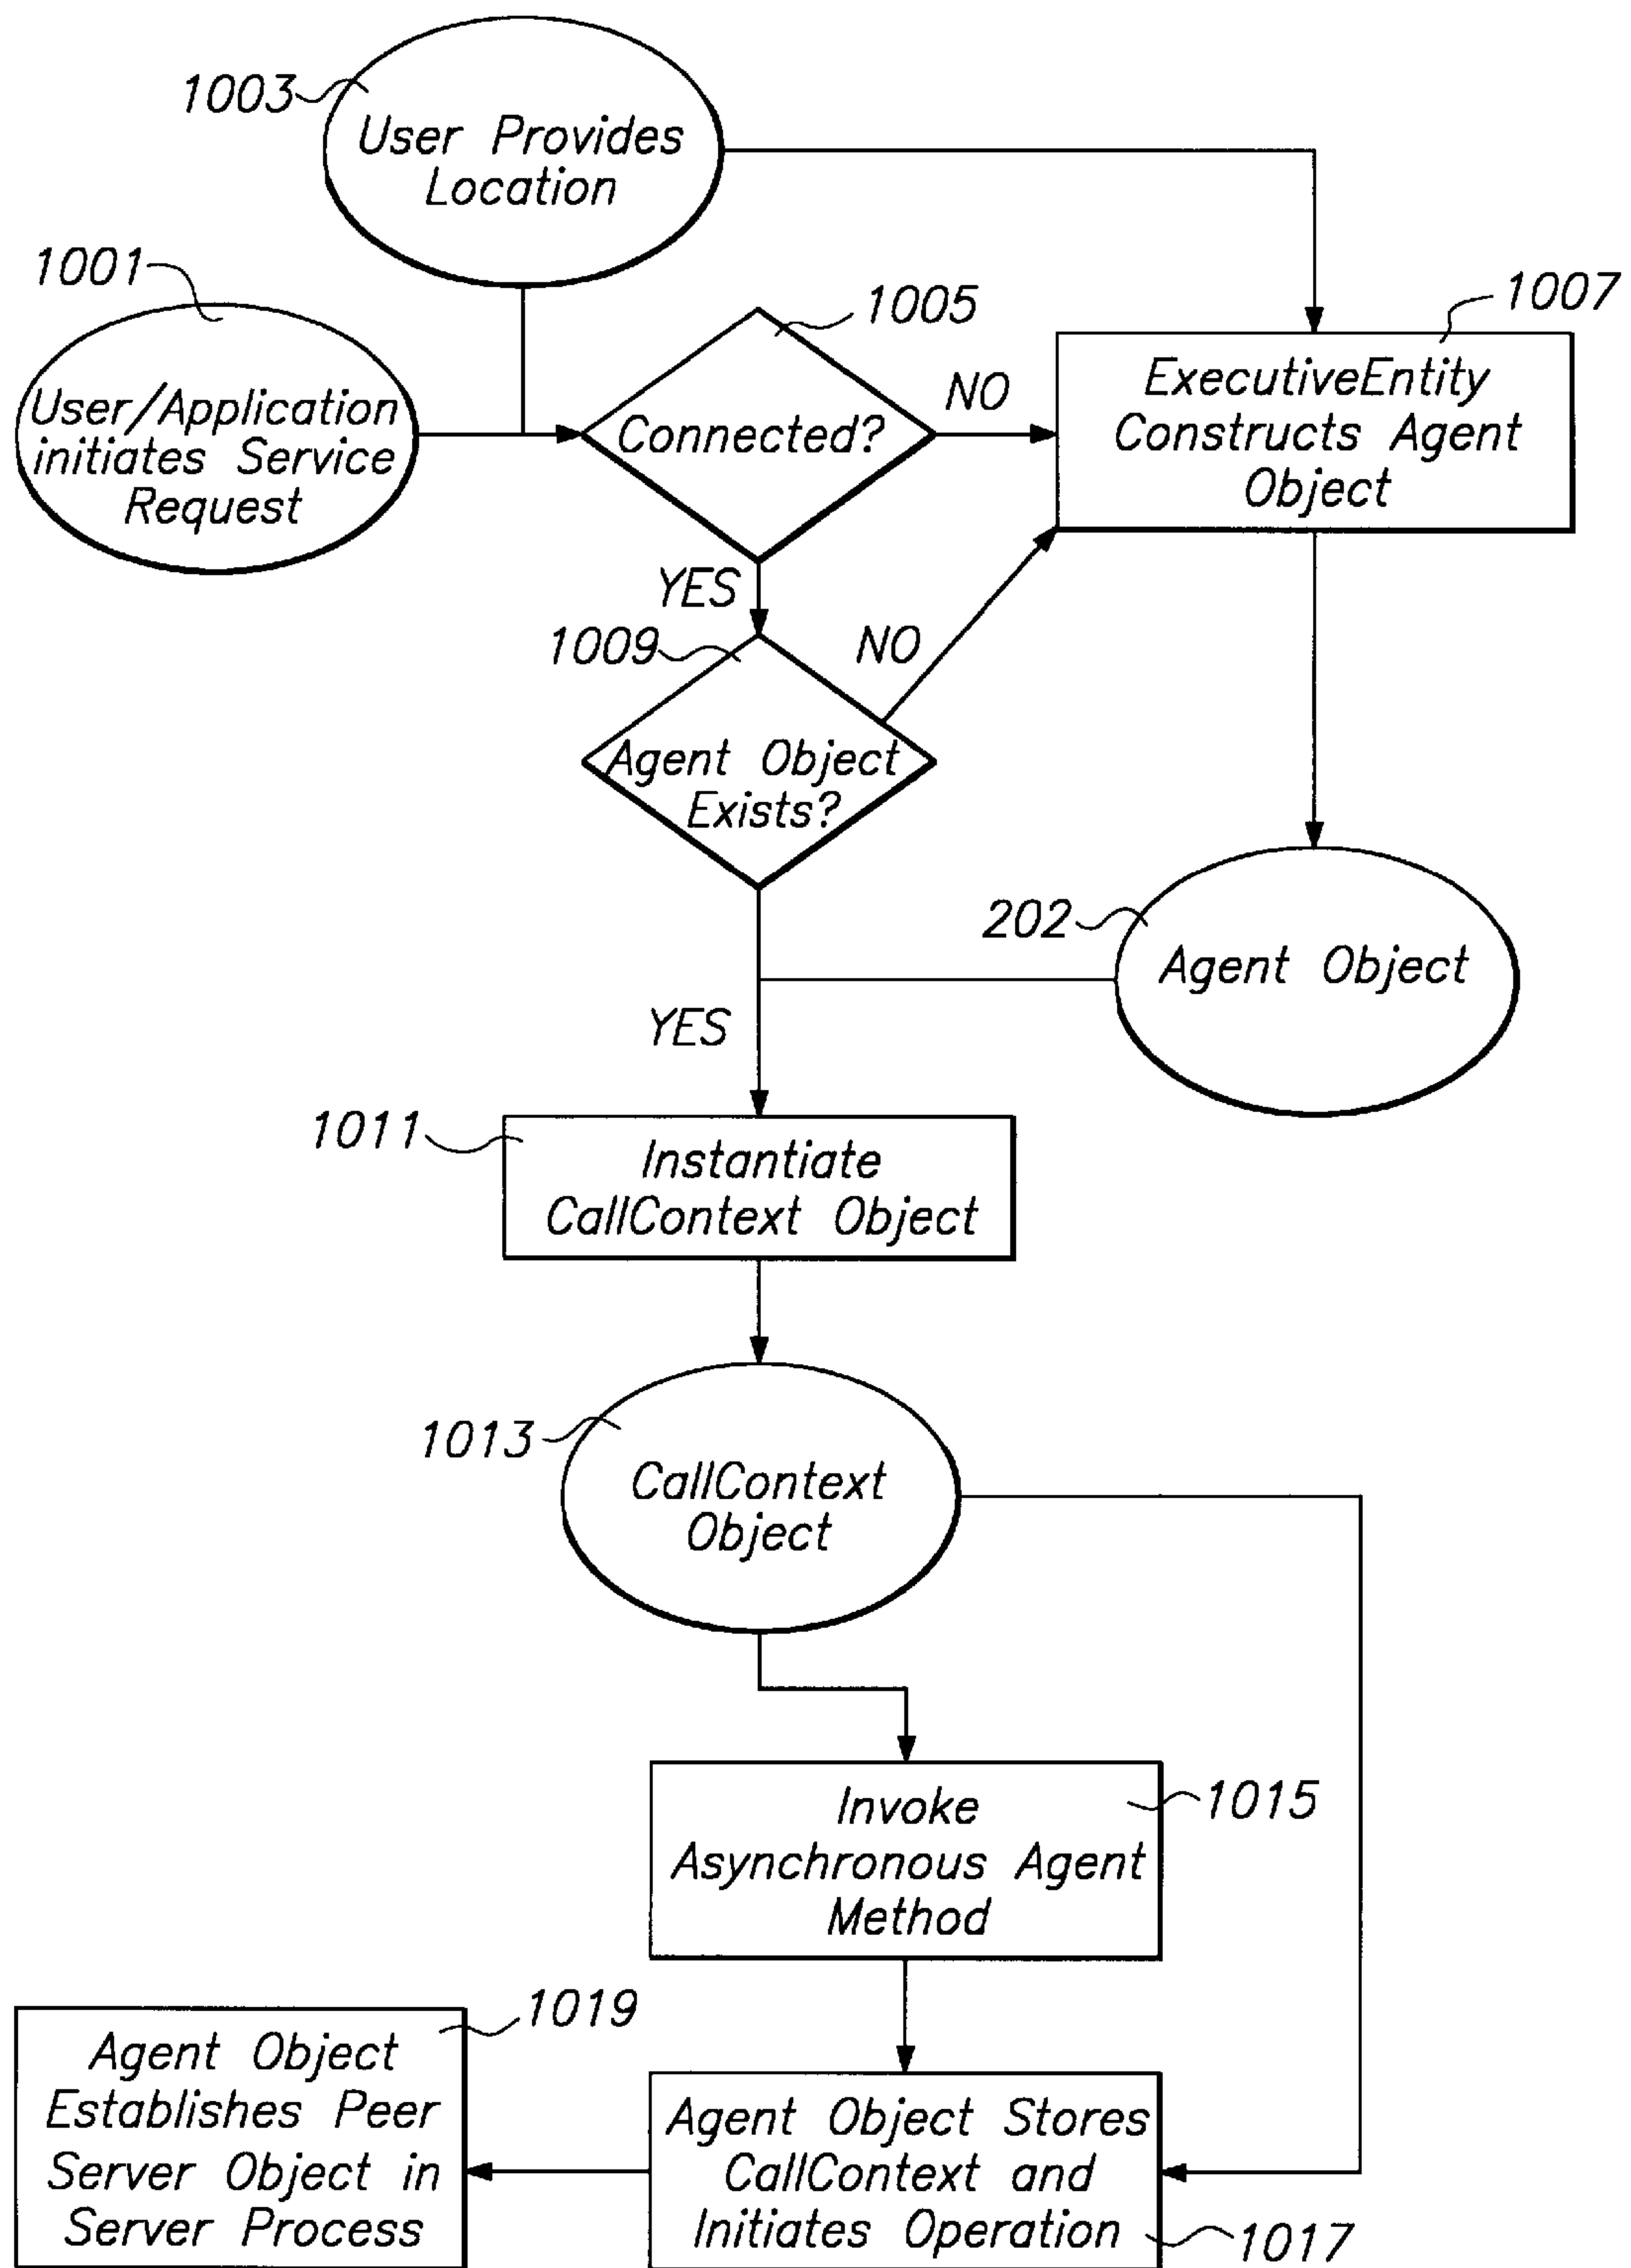 1003
User Provides
Location
1001
User/Application
initiates Service
Request
1005
Connected?
NO
1007
ExecutiveEntity
Constructs Agent
Object
YES
1009
NO
Agent Object
Exists?
202
Agent Object
YES
1011
Instantiate
CallContext Object
1013
CallContext
Object
Invoke
Asynchronous Agent
Method
1015
1019
Agent Object
Establishes Peer
Server Object in
Server Process
Agent Object Stores
CallContext and
Initiates Operation
1017